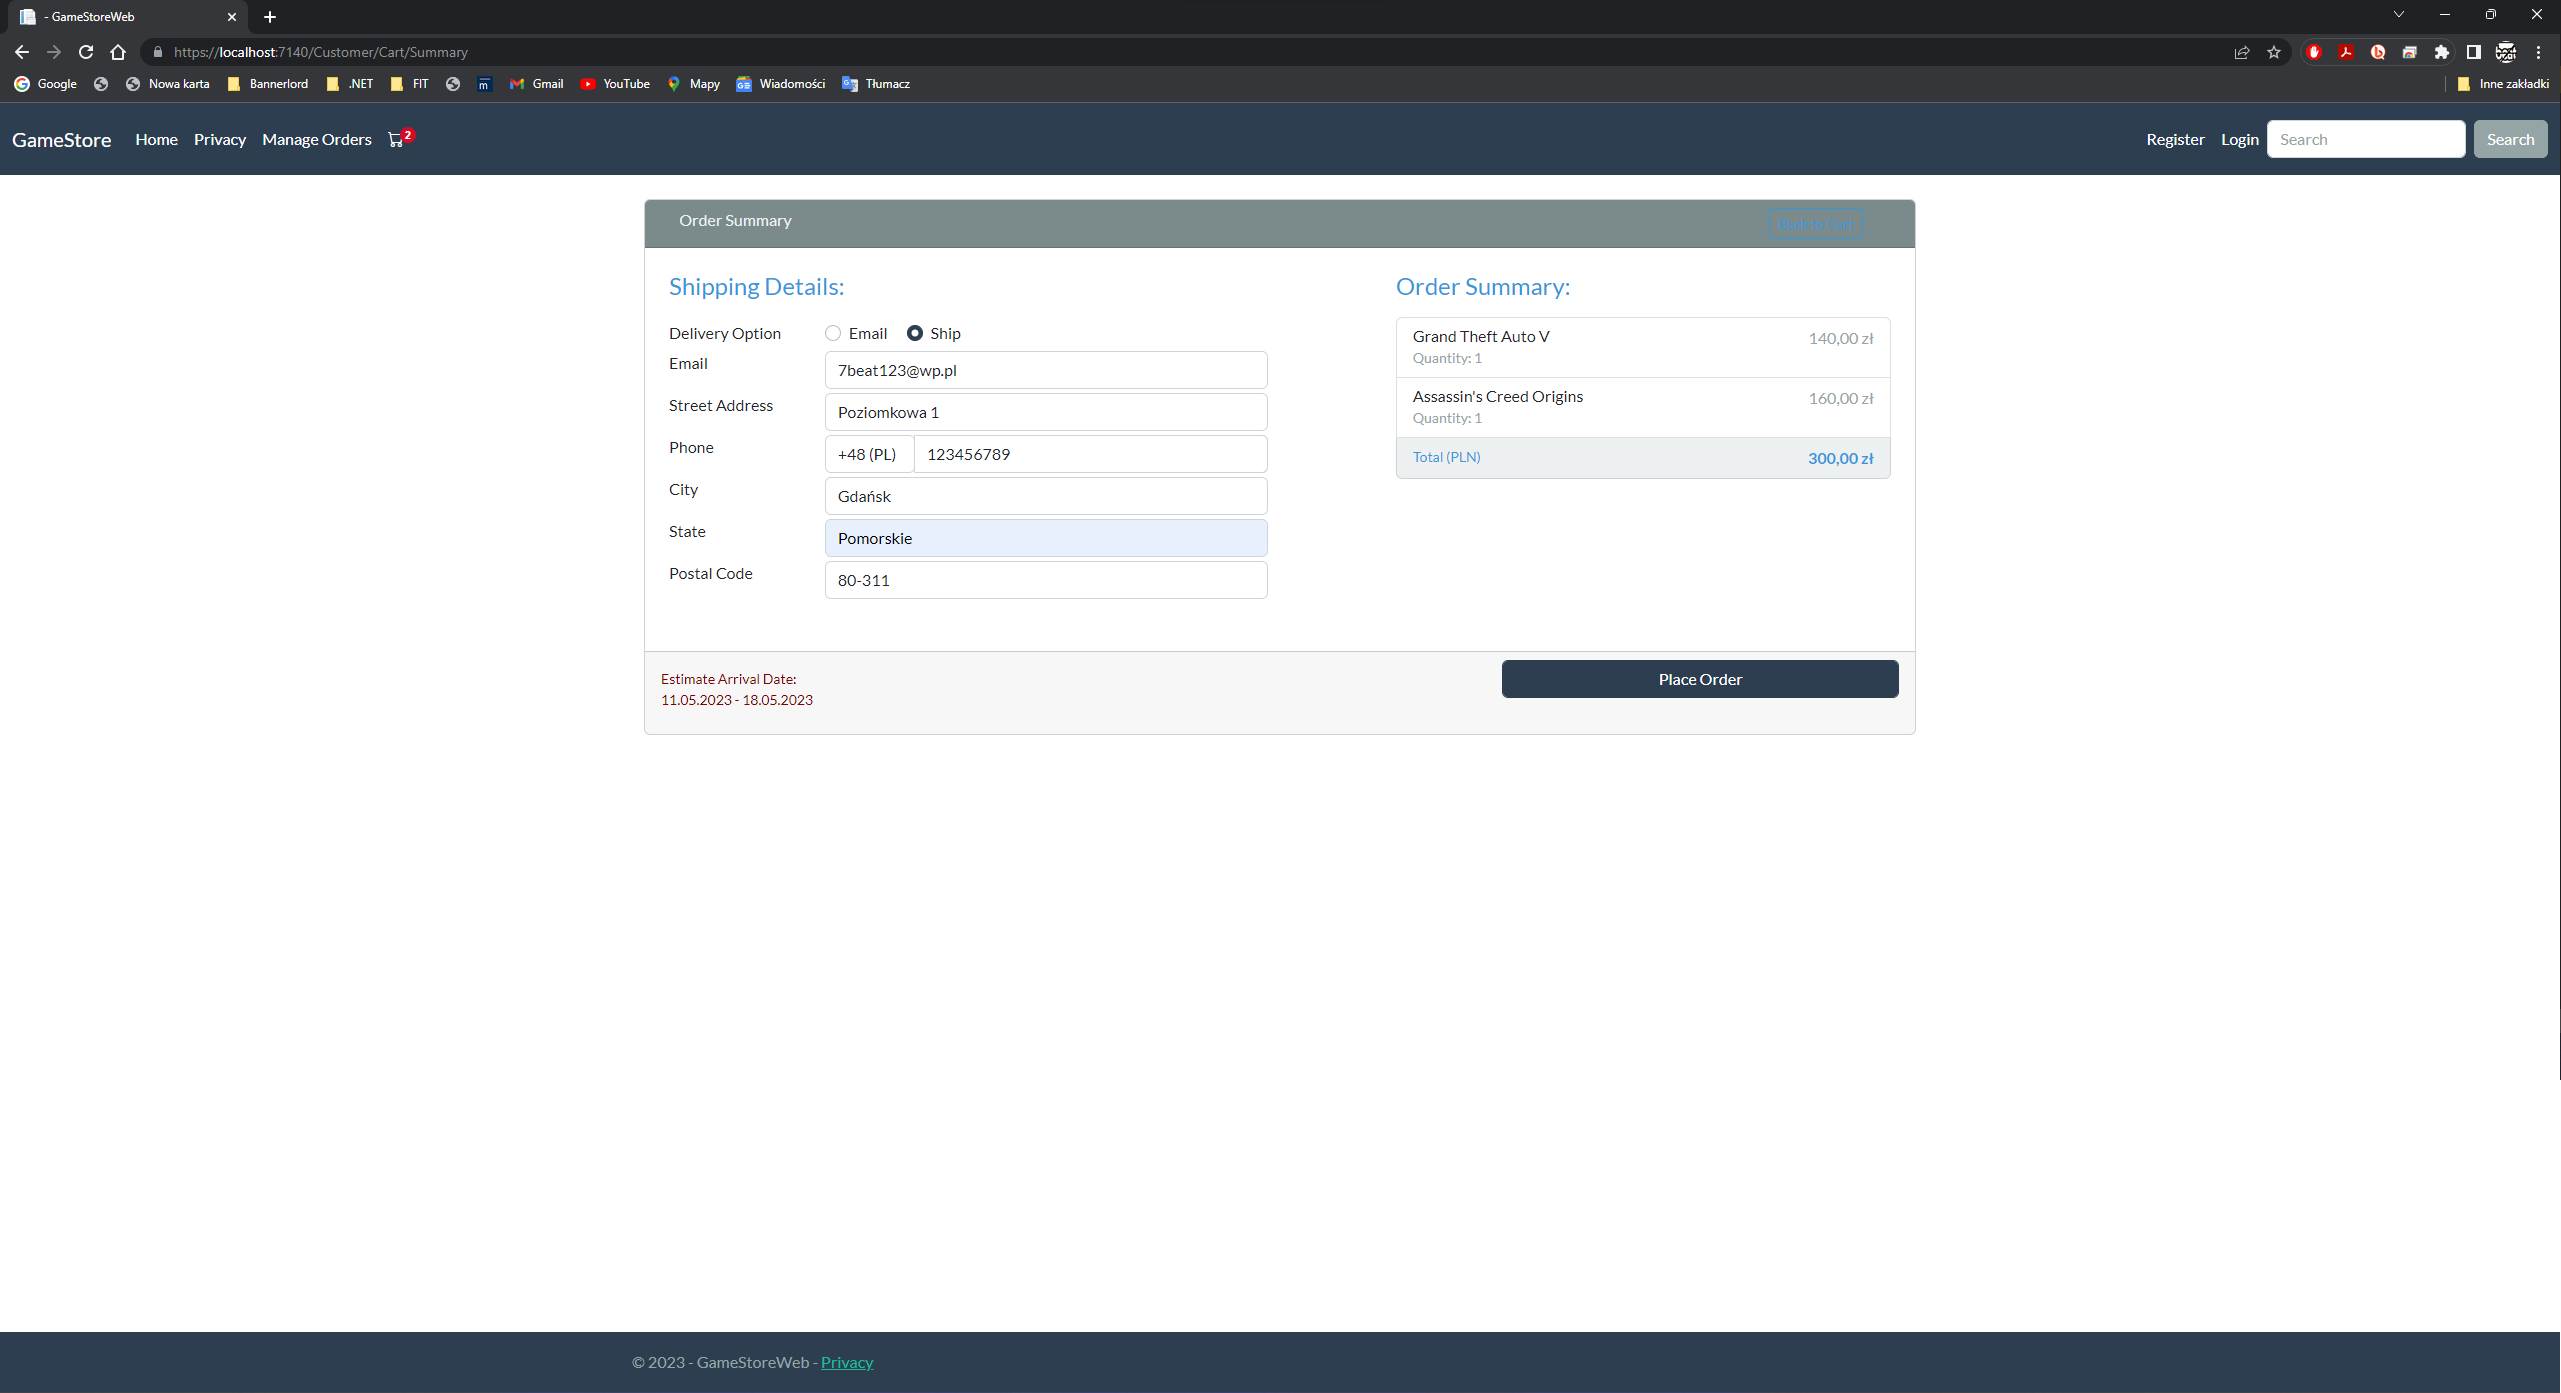 - GameStoreWeb
https://localhost:7140/Customer/Cart/Summary
Google Nowa karta Bannerlord .NET FIT m Gmail YouTube Mapy Wiadomości Tłumacz Inne zakładki
GameStore Home Privacy Manage Orders 2 Register Login Search Search
Order Summary Back to Cart
Shipping Details:
Delivery Option Email Ship
Email 7beat123@wp.pl
Street Address Poziomkowa 1
Phone +48 (PL) 123456789
City Gdańsk
State Pomorskie
Postal Code 80-311
Order Summary:
Grand Theft Auto V 140,00 zł
Quantity: 1
Assassin's Creed Origins 160,00 zł
Quantity: 1
Total (PLN) 300,00 zł
Estimate Arrival Date:
11.05.2023 - 18.05.2023
Place Order
© 2023 - GameStoreWeb - Privacy